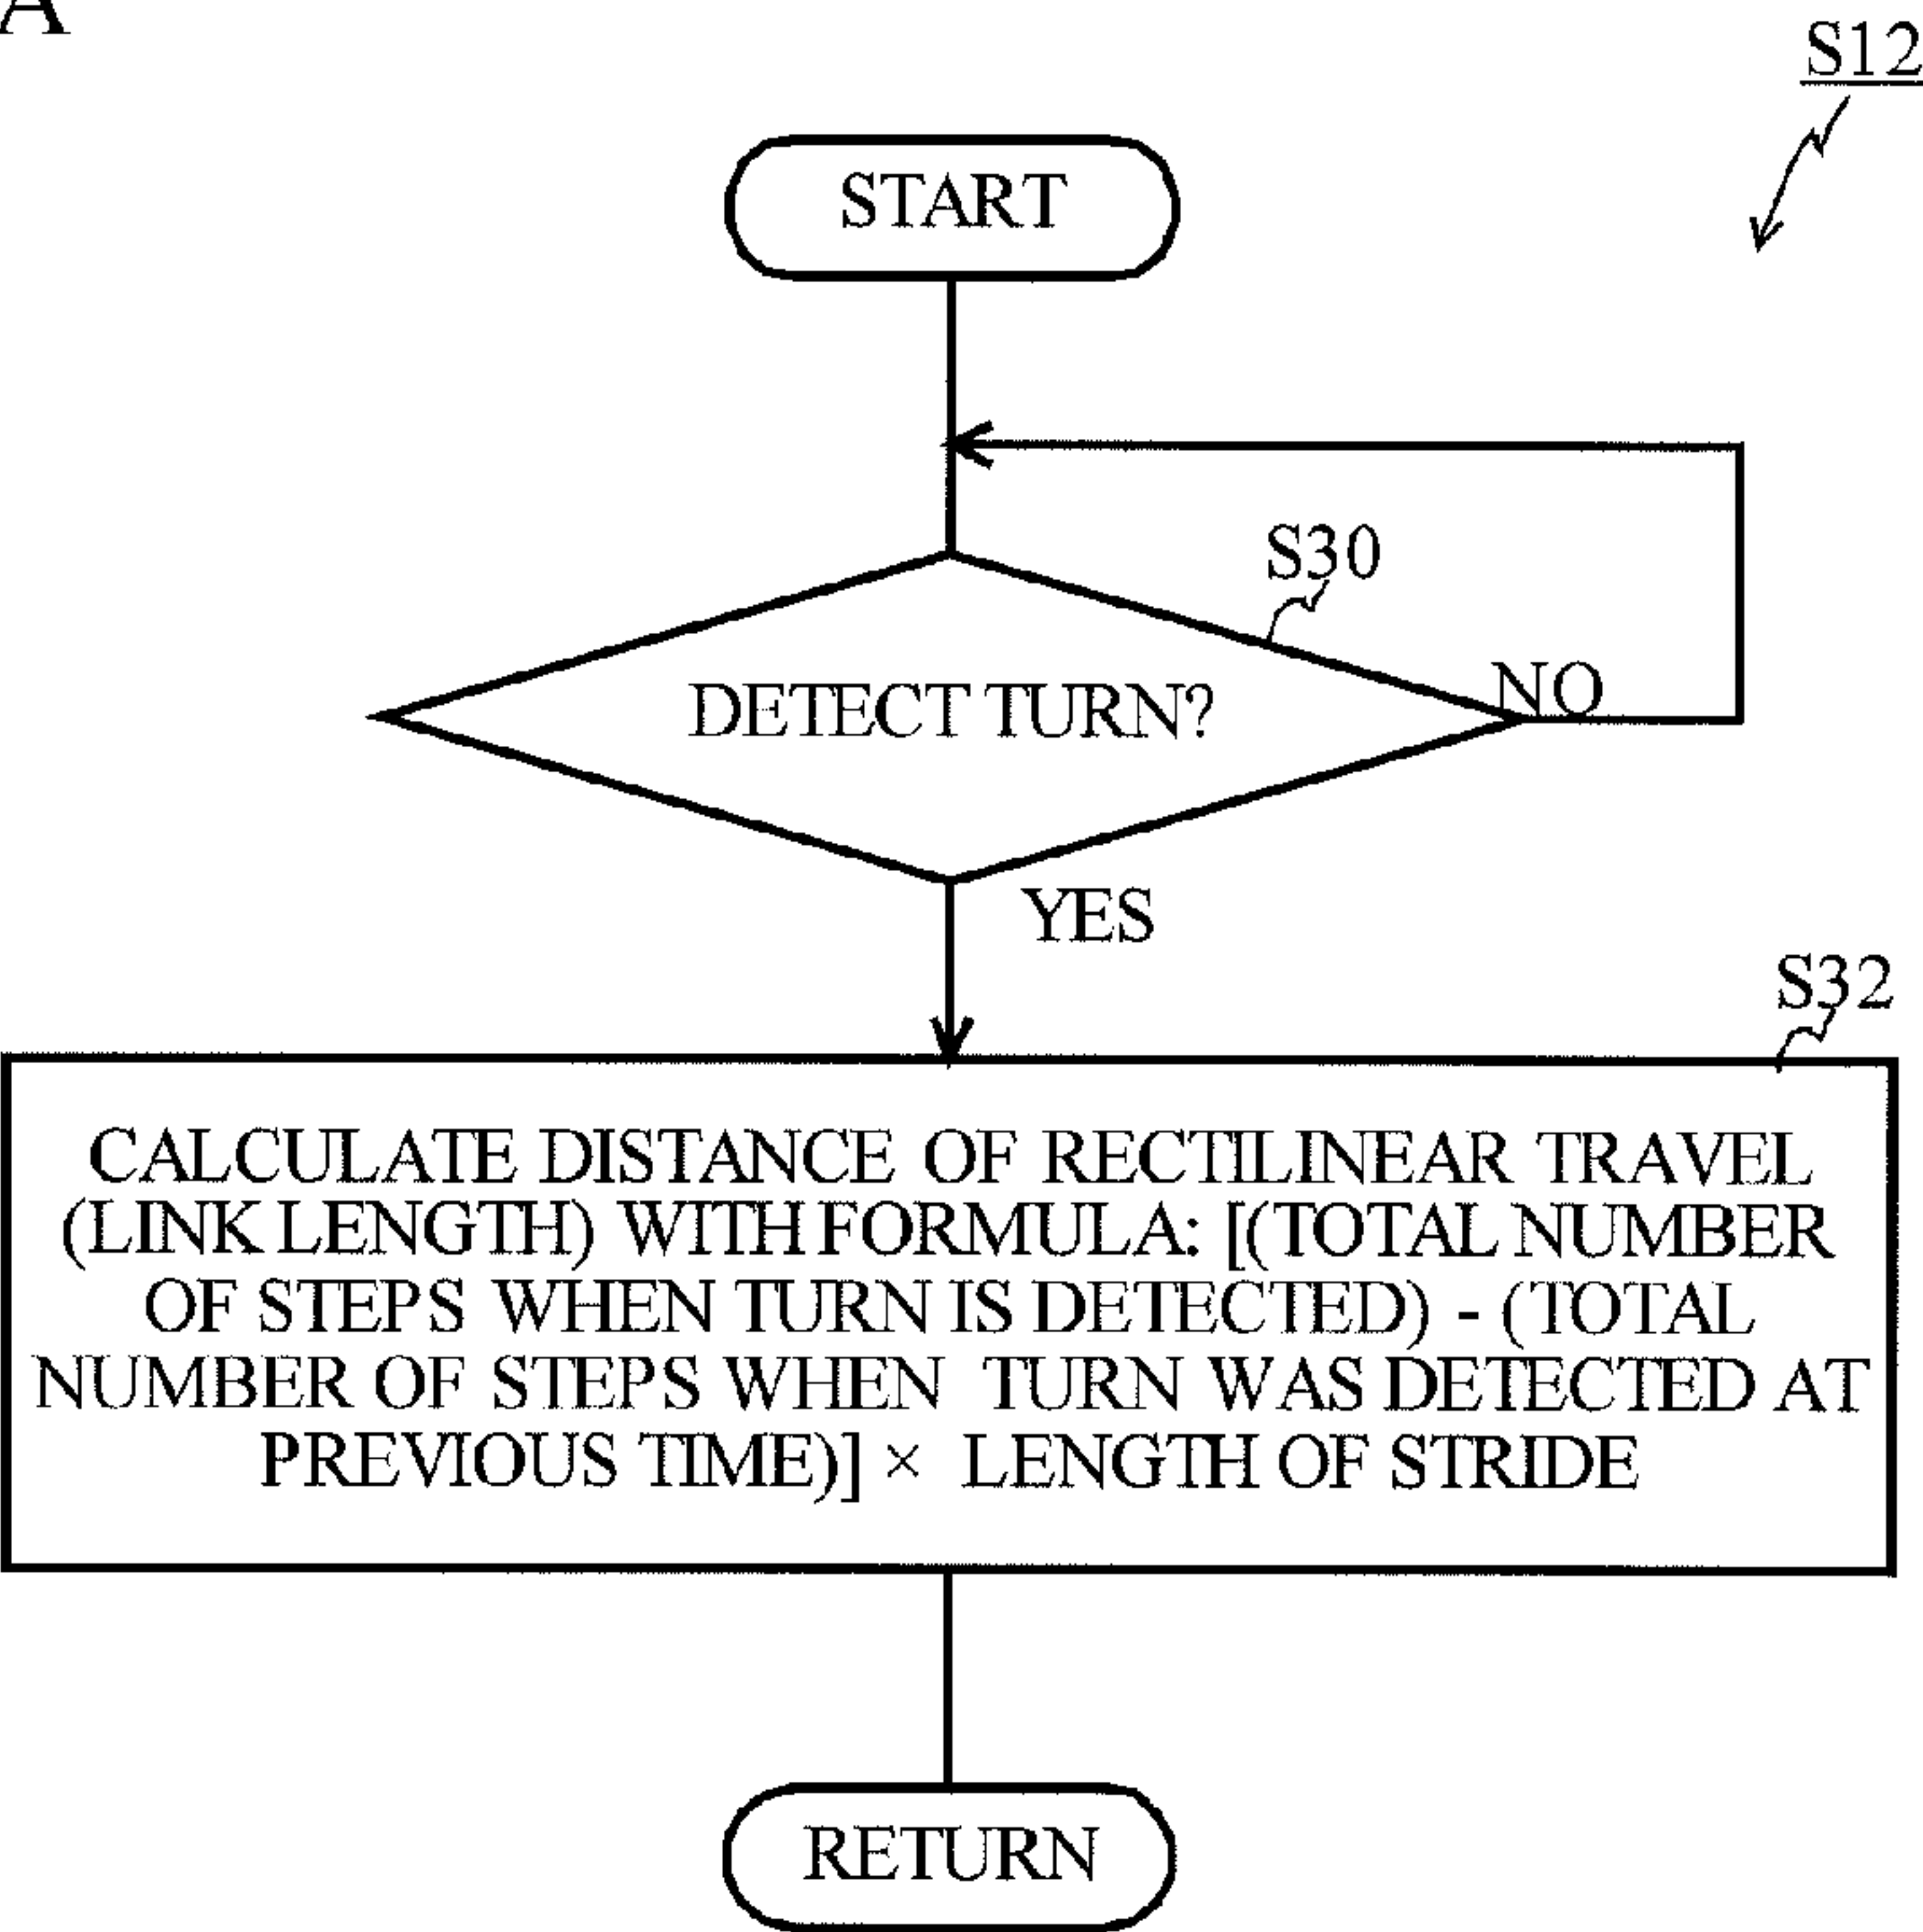 A
S12
START
S30
NO
DETECT TURN?
YES
S32
CALCULATE DISTANCE OF RECTILINEAR TRAVEL
(LINK LENGTH) WITH FORMULA: [(TOTAL NUMBER
OF STEPS WHEN TURN IS DETECTED) - (TOTAL
NUMBER OF STEPS WHEN TURN WAS DETECTED AT
PREVIOUS TIME)] × LENGTH OF STRIDE
RETURN